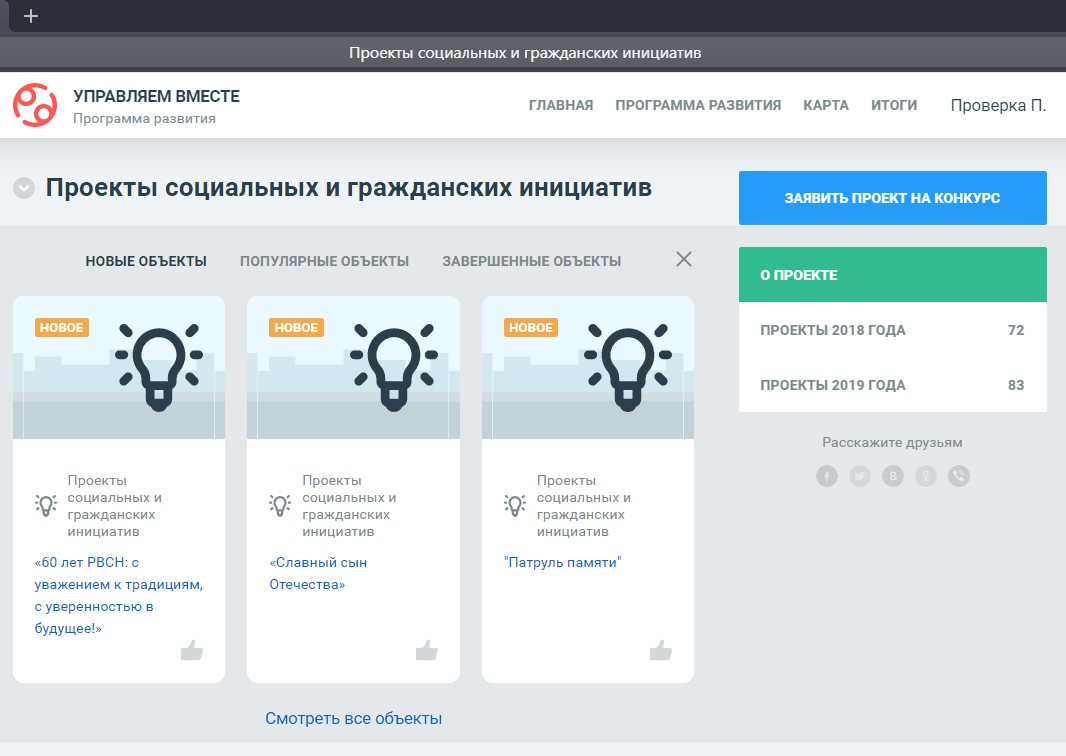 Проекты социальных и гражданских инициатив
УПРАВЛЯЕМ ВМЕСТЕ
Программа развития
ГЛАВНАЯ ПРОГРАММА РАЗВИТИЯ КАРТА ИТОГИ Проверка П.
Проекты социальных и гражданских инициатив
ЗАЯВИТЬ ПРОЕКТ НА КОНКУРС
НОВЫЕ ОБЪЕКТЫ ПОПУЛЯРНЫЕ ОБЪЕКТЫ ЗАВЕРШЕННЫЕ ОБЪЕКТЫ
НОВОЕ
Проекты
социальных и
гражданских
инициатив
«60 лет РВСН: с
уважением к традициям,
с уверенностью в
будущее!»
НОВОЕ
Проекты
социальных и
гражданских
инициатив
«Славный сын
Отечества»
НОВОЕ
Проекты
социальных и
гражданских
инициатив
"Патруль памяти"
Смотреть все объекты
О ПРОЕКТЕ
ПРОЕКТЫ 2018 ГОДА 72
ПРОЕКТЫ 2019 ГОДА 83
Расскажите друзьям